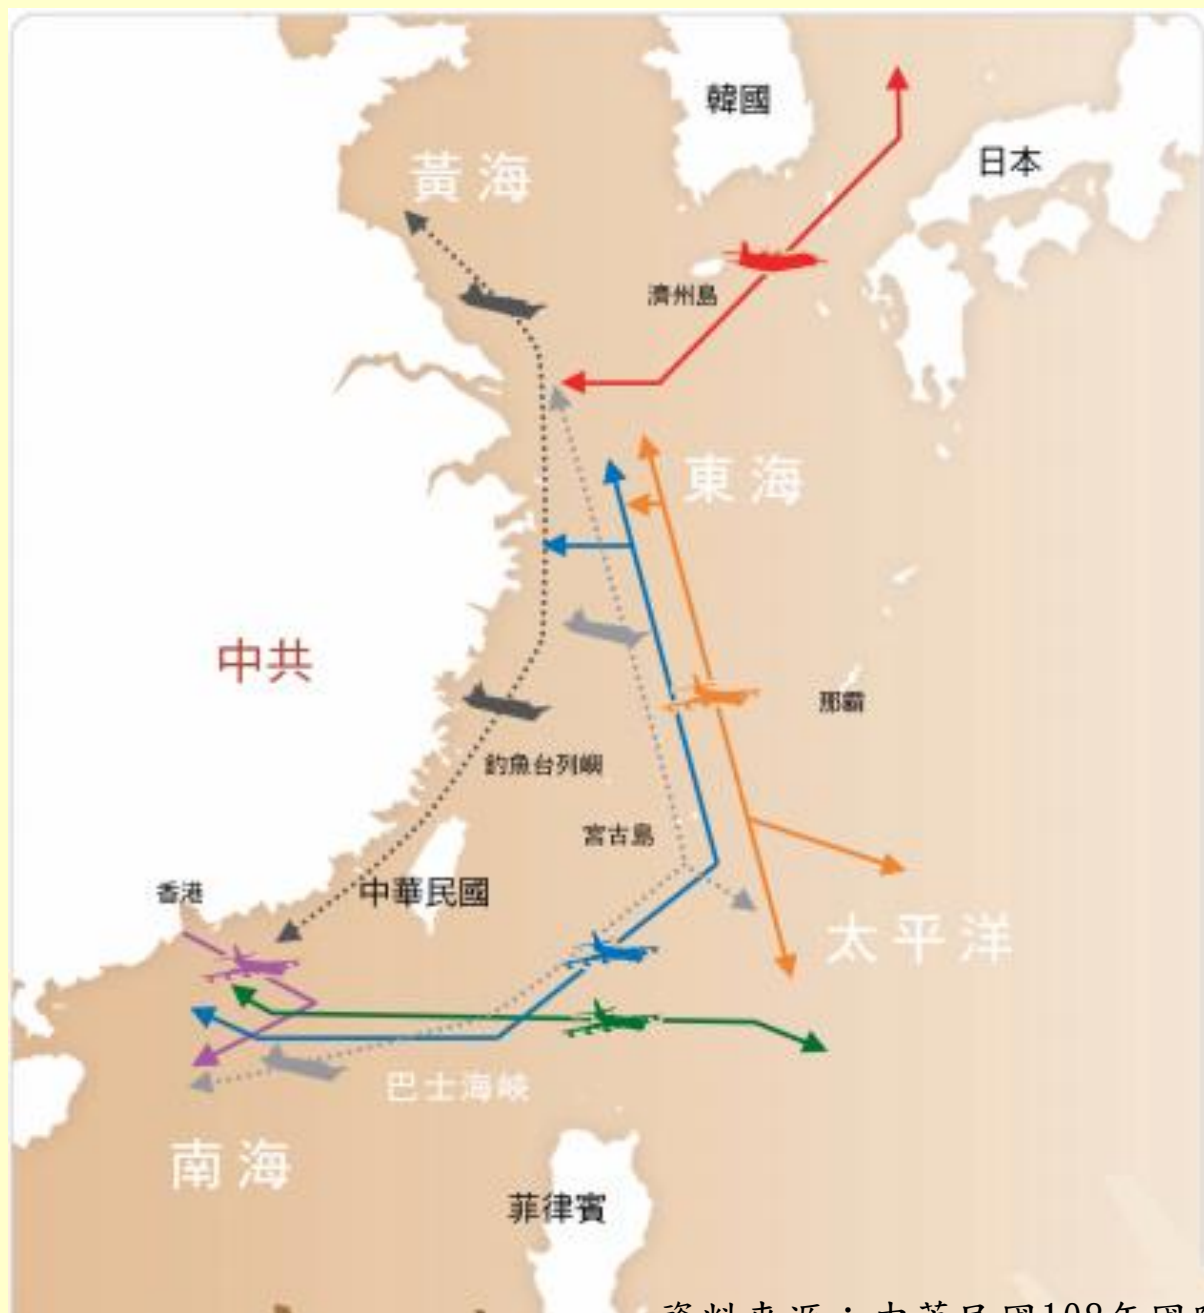 韓國
日本
黃海
濟州島
東海
中共
那霸
釣魚台列嶼
宮古島
香港
中華民國
太平洋
巴士海峽
南海
菲律賓
資料來源：中華民國108年國